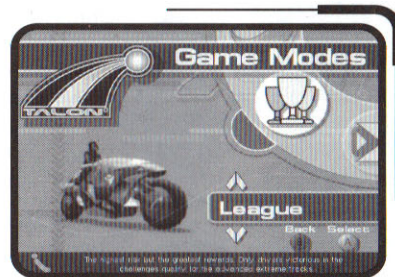 Game Modes
TALON
League
Back Select
The highest risk but the greatest rewards. Only drivers victorious in the
challenges qualify for the advanced extreme tracks.